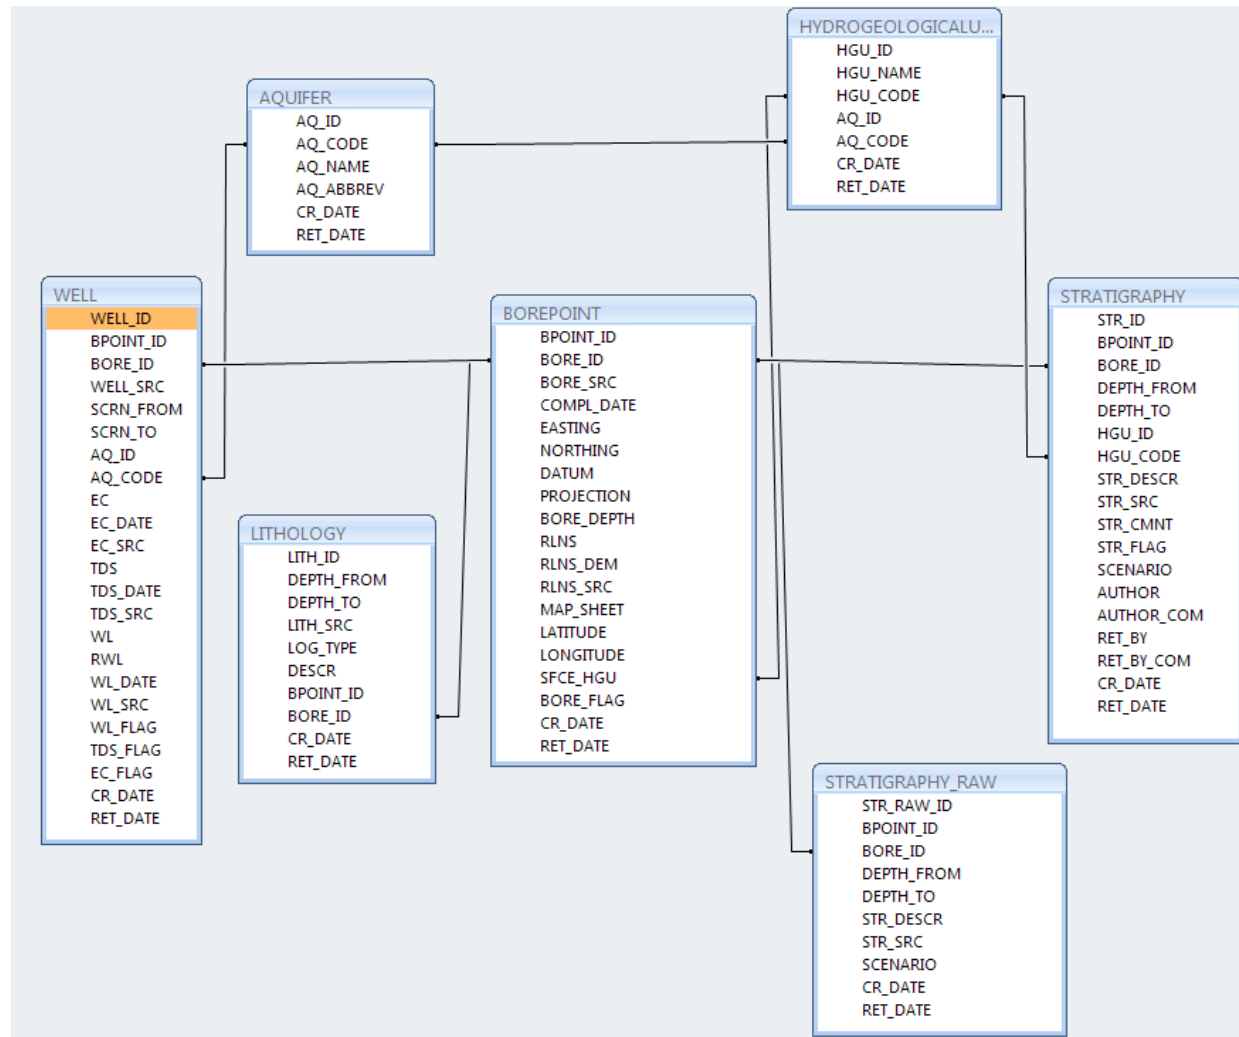 HYDROGEOLOGICALU...
HGU_ID
HGU_NAME
HGU_CODE
AQ_ID
AQ_CODE
CR_DATE
RET_DATE
AQUIFER
AQ_ID
AQ_CODE
AQ_NAME
AQ_ABBREV
CR_DATE
RET_DATE
WELL
WELL_ID
BPOINT_ID
BORE_ID
WELL_SRC
SCRN_FROM
SCRN_TO
AQ_ID
AQ_CODE
EC
EC_DATE
EC_SRC
TDS
TDS_DATE
TDS_SRC
WL
RWL
WL_DATE
WL_SRC
WL_FLAG
TDS_FLAG
EC_FLAG
CR_DATE
RET_DATE
LITHOLOGY
LITH_ID
DEPTH_FROM
DEPTH_TO
LITH_SRC
LOG_TYPE
DESCR
BPOINT_ID
BORE_ID
CR_DATE
RET_DATE
BOREPOINT
BPOINT_ID
BORE_ID
BORE_SRC
COMPL_DATE
EASTING
NORTHING
DATUM
PROJECTION
BORE_DEPTH
RLNS
RLNS_DEM
RLNS_SRC
MAP_SHEET
LATITUDE
LONGITUDE
SFCE_HGU
BORE_FLAG
CR_DATE
RET_DATE
STRATIGRAPHY
STR_ID
BPOINT_ID
BORE_ID
DEPTH_FROM
DEPTH_TO
HGU_ID
HGU_CODE
STR_DESCR
STR_SRC
STR_CMNT
STR_FLAG
SCENARIO
AUTHOR
AUTHOR_COM
RET_BY
RET_BY_COM
CR_DATE
RET_DATE
STRATIGRAPHY_RAW
STR_RAW_ID
BPOINT_ID
BORE_ID
DEPTH_FROM
DEPTH_TO
STR_DESCR
STR_SRC
SCENARIO
CR_DATE
RET_DATE